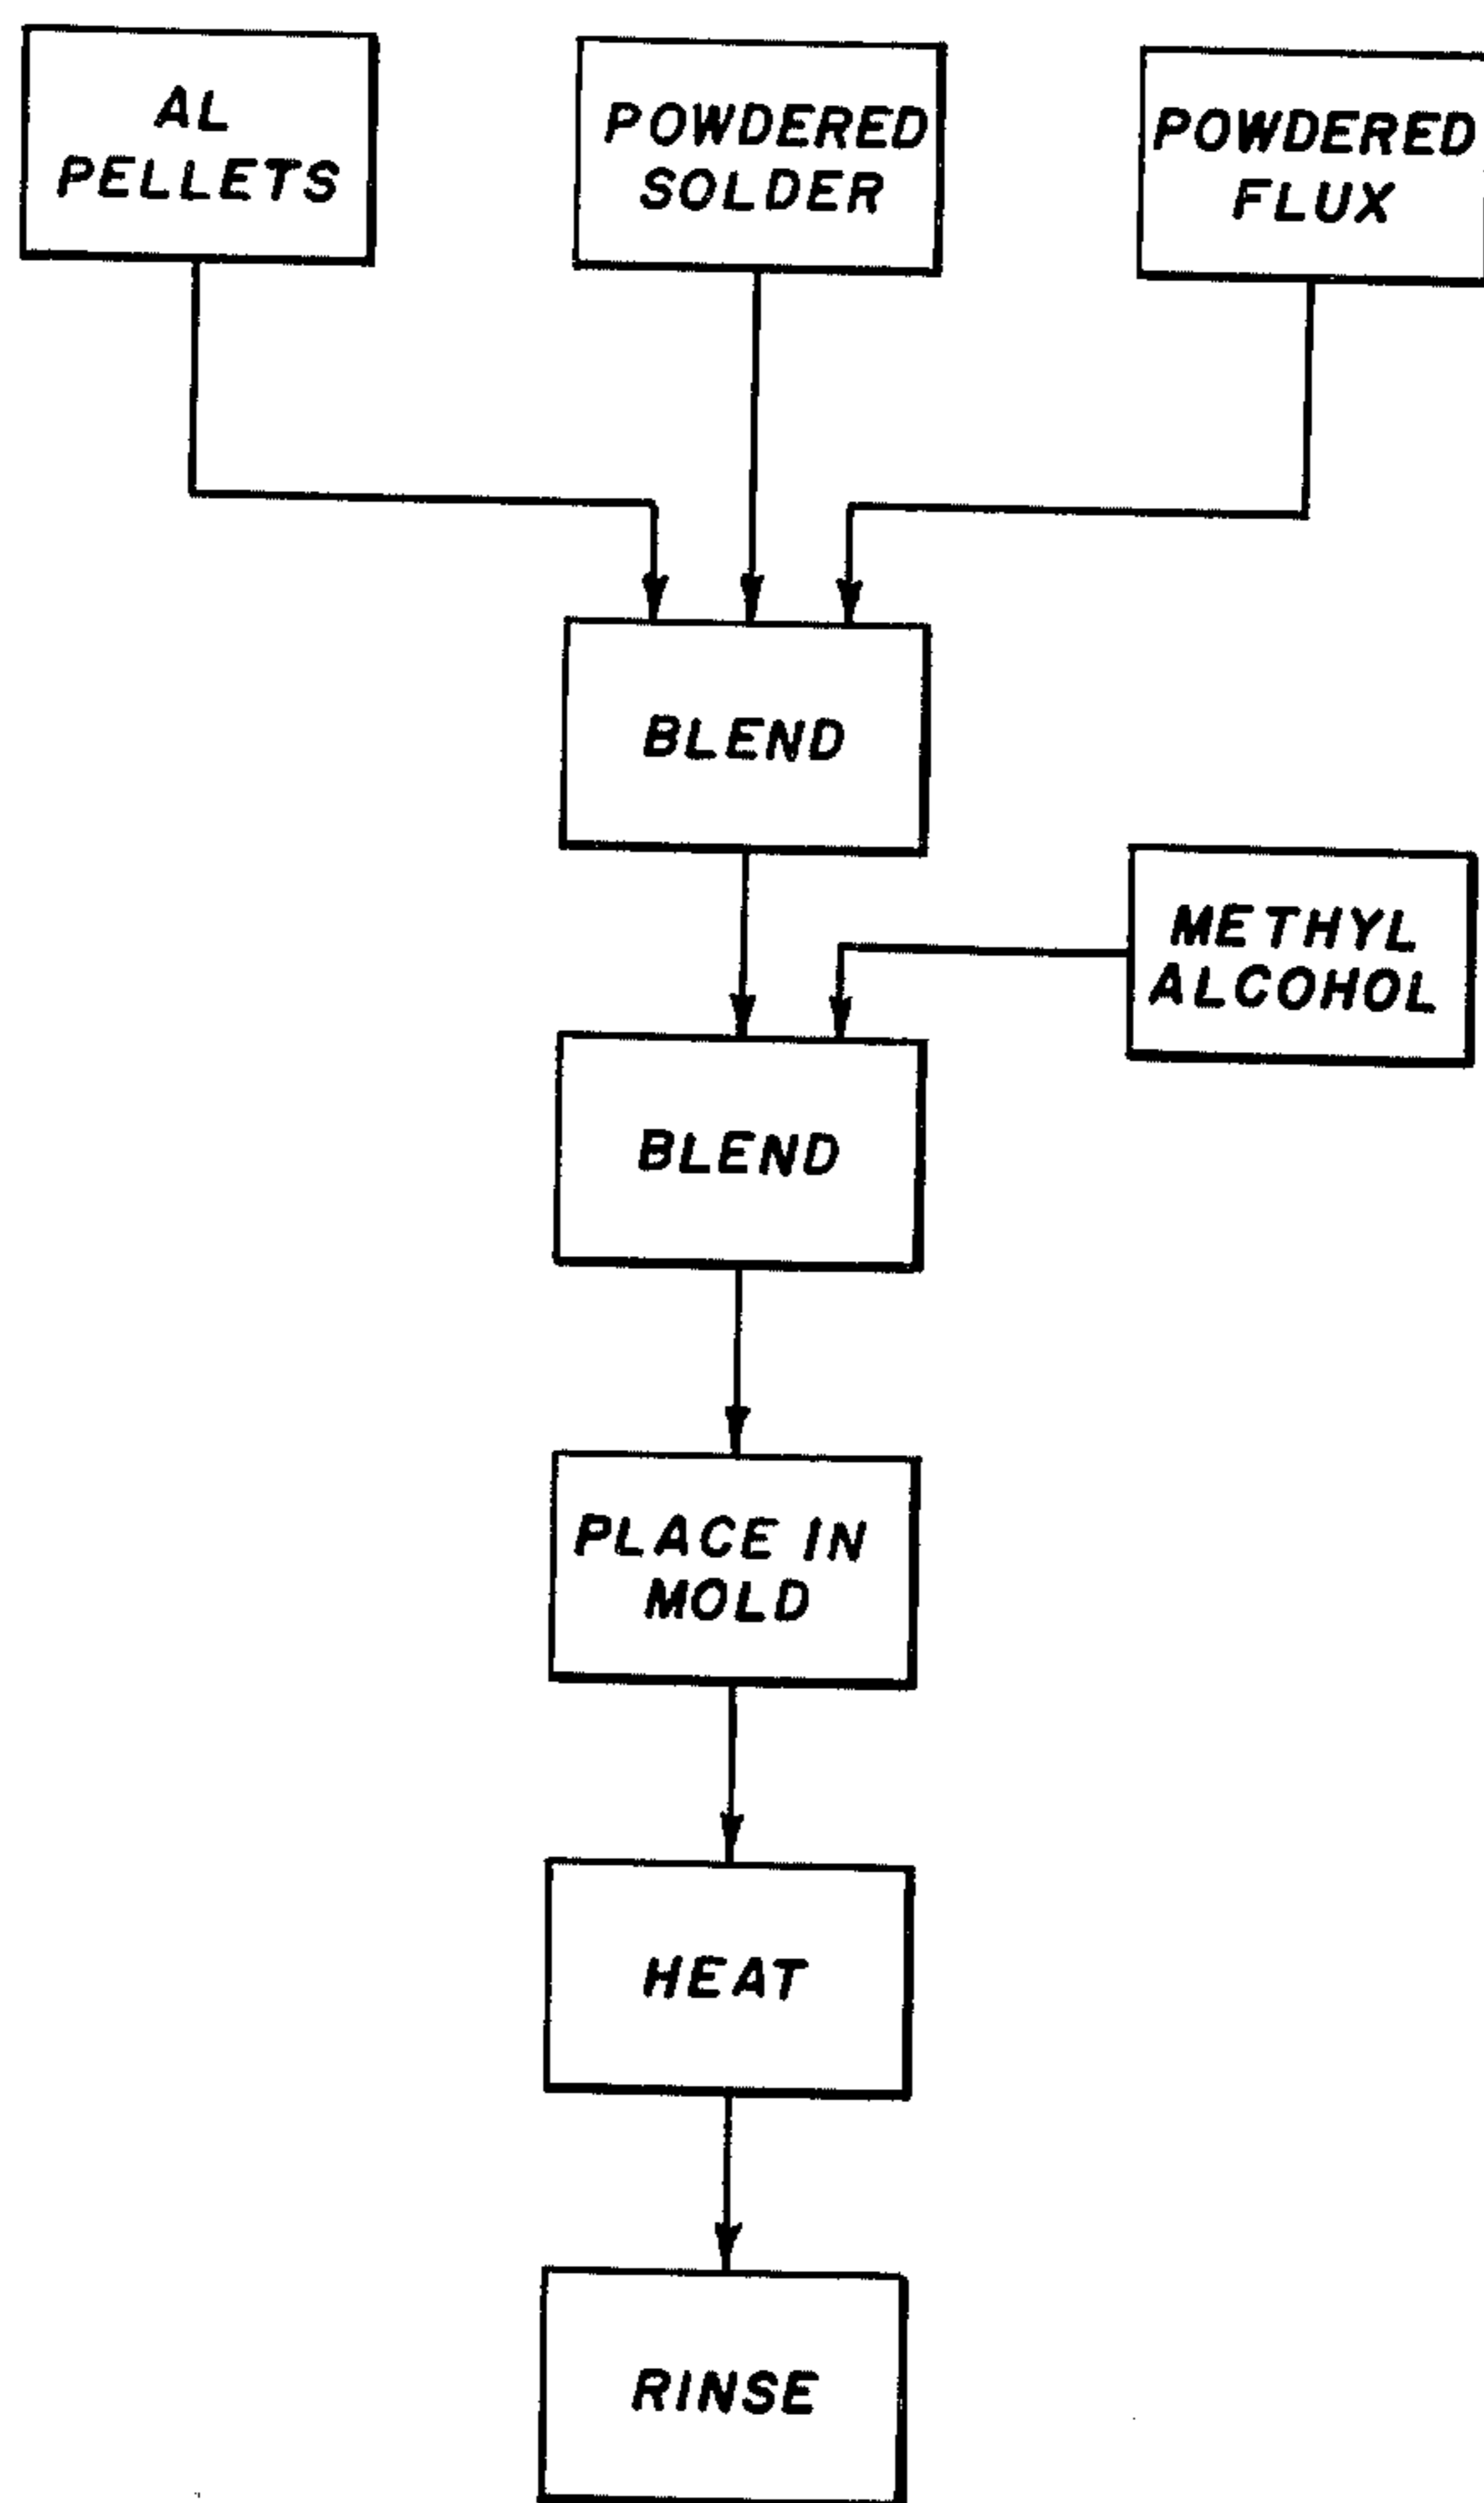 AL
PELLETS
POWDERED
SOLDER
POWDERED
FLUX
BLEND
METHYL
ALCOHOL
BLEND
PLACE IN
MOLD
HEAT
RINSE